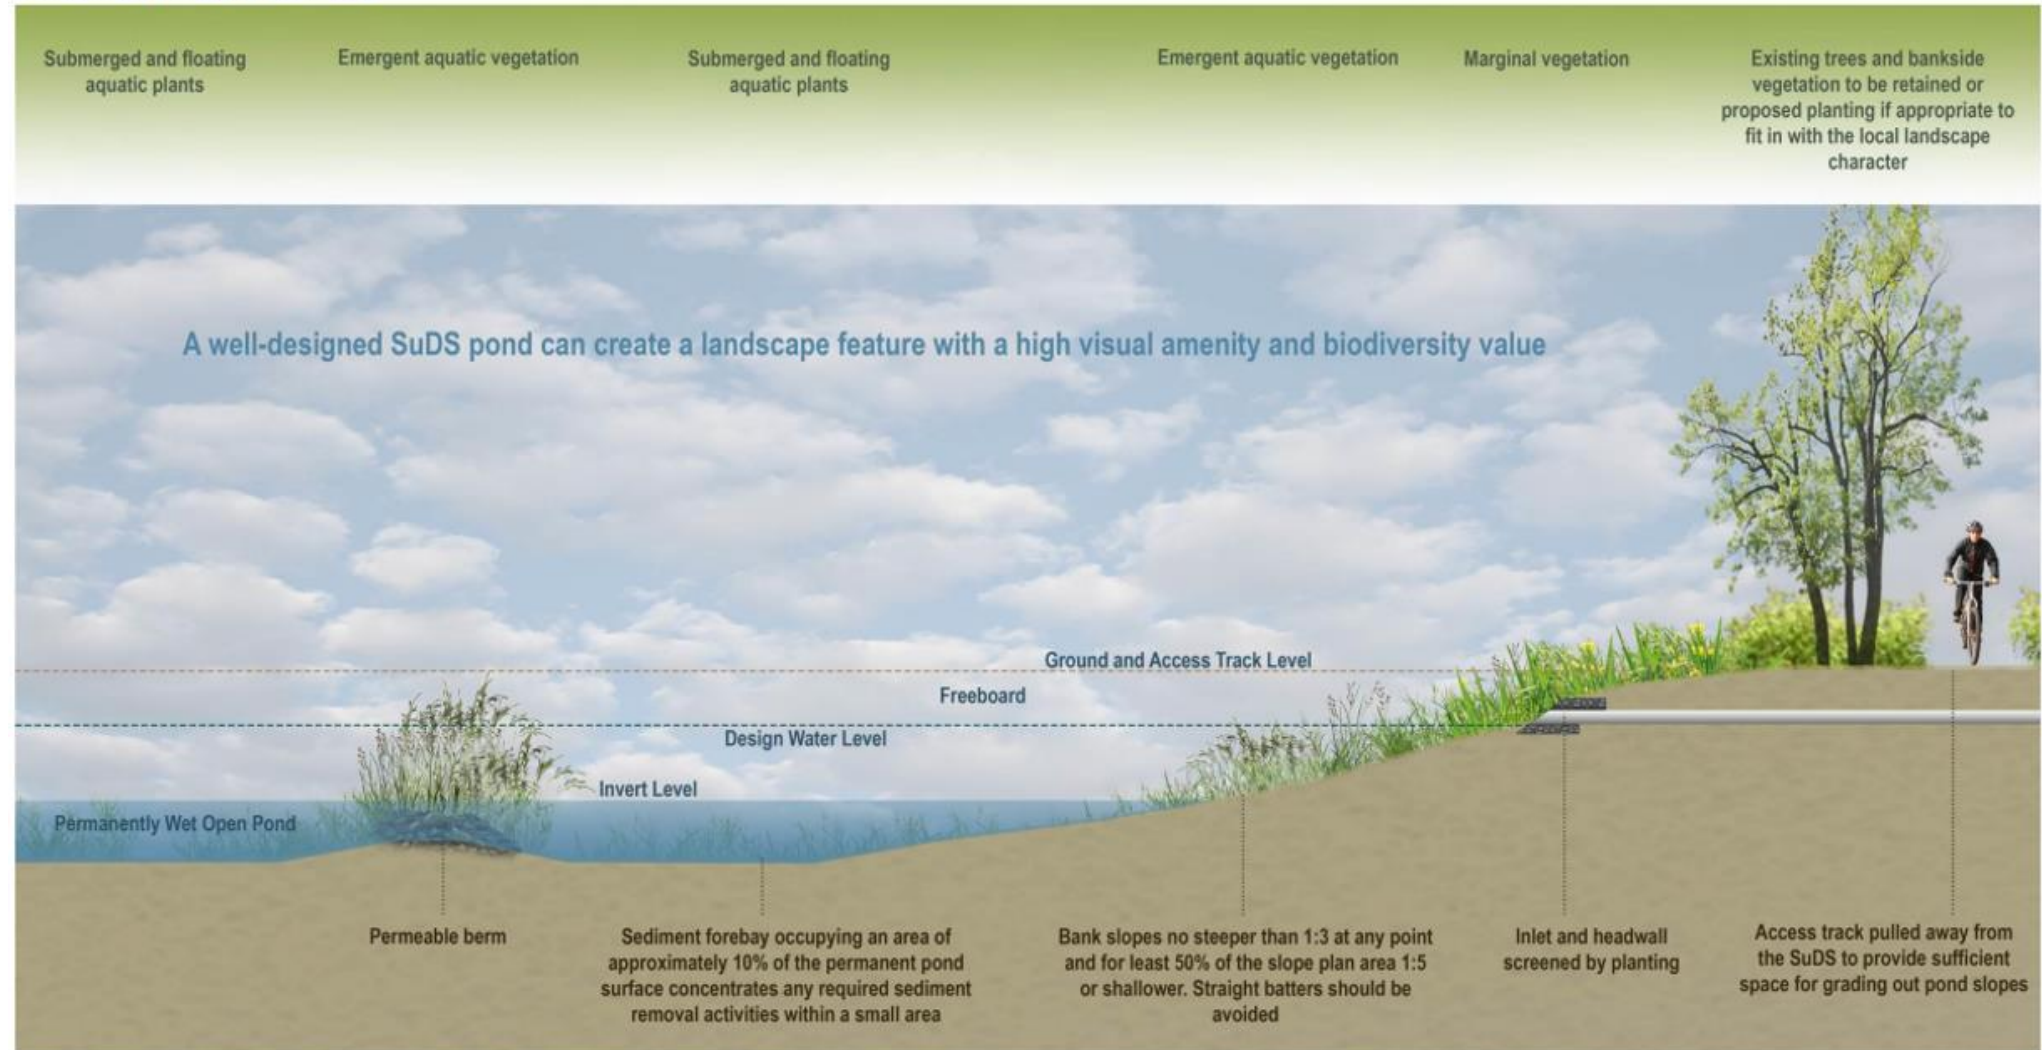 Submerged and floating
aquatic plants
Emergent aquatic vegetation
Submerged and floating
aquatic plants
Emergent aquatic vegetation
Marginal vegetation
Existing trees and bankside
vegetation to be retained or
proposed planting if appropriate to
fit in with the local landscape
character
A well-designed SuDS pond can create a landscape feature with a high visual amenity and biodiversity value
Ground and Access Track Level
Freeboard
Design Water Level
Invert Level
Permanently Wet Open Pond
Permeable berm
Sediment forebay occupying an area of
approximately 10% of the permanent pond
surface concentrates any required sediment
removal activities within a small area
Bank slopes no steeper than 1:3 at any point
and for least 50% of the slope plan area 1:5
or shallower. Straight batters should be
avoided
Inlet and headwall
screened by planting
Access track pulled away from
the SuDS to provide sufficient
space for grading out pond slopes